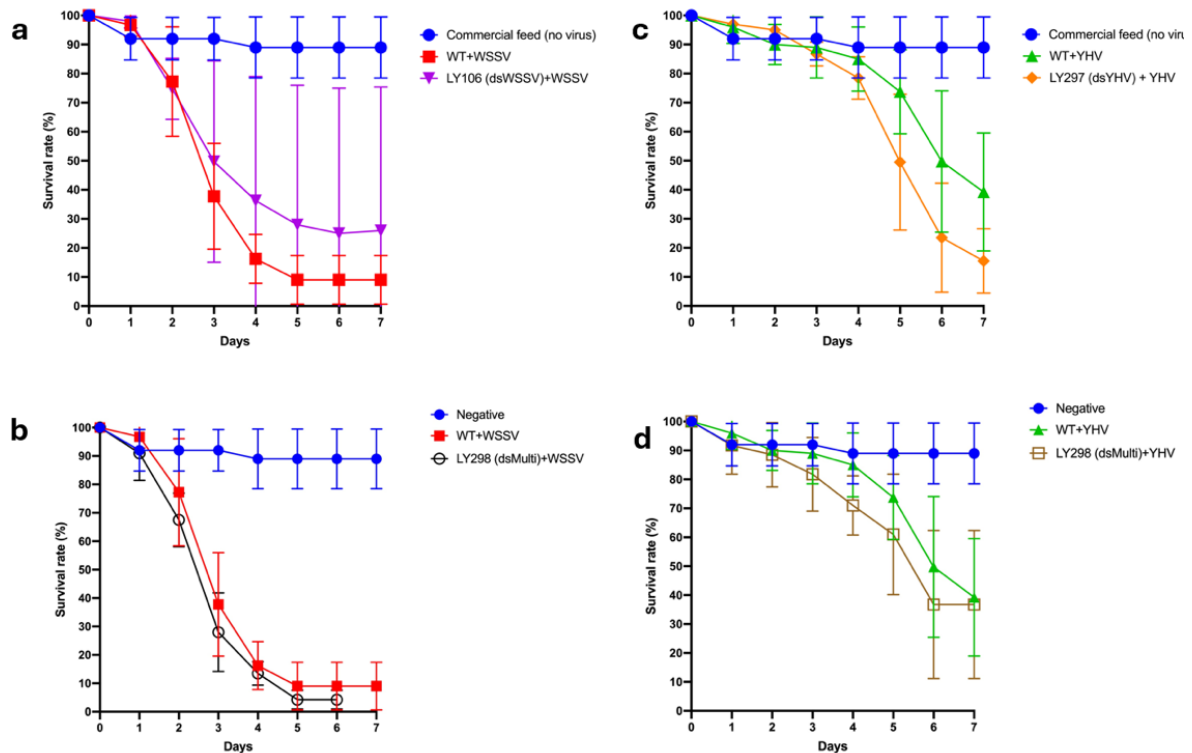 a
Survival rate (%)
100
90
80
70
60
50
40
30
20
10
0
0 1 2 3 4 5 6 7
Days
Commercial feed (no virus)
WT+WSSV
LY106 (dsWSSV)+WSSV
c
Survival rate (%)
100
90
80
70
60
50
40
30
20
10
0
0 1 2 3 4 5 6 7
Days
Commercial feed (no viru
WT+YHV
LY297 (dsYHV) + YHV
b
Survival rate (%)
100
90
80
70
60
50
40
30
20
10
0
0 1 2 3 4 5 6 7
Days
Negative
WT+WSSV
LY298 (dsMulti)+WSSV
d
Survival rate (%)
100
90
80
70
60
50
40
30
20
10
0
0 1 2 3 4 5 6 7
Days
Negative
WT+YHV
LY298 (dsMulti)+YHV